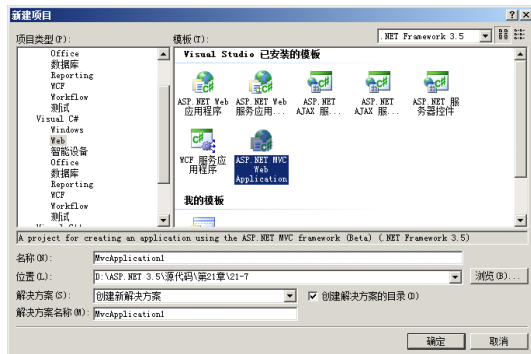 新建项目
项目类型(P):
模板(T):
.NET Framework 3.5
Office
数据库
Reporting
WCF
Workflow
测试
Visual C#
Windows
Web
智能设备
Office
数据库
Reporting
WCF
Workflow
测试
Visual Studio 已安装的模板
ASP.NET Web 应用程序
ASP.NET Web 服务应用...
ASP.NET AJAX 服...
ASP.NET AJAX 服...
ASP.NET 服务器控件
WCF 服务应用程序
ASP.NET MVC Web Application
我的模板
A project for creating an application using the ASP.NET MVC framework (Beta) (.NET Framework 3.5)
名称(N):
MvcApplication1
位置(L):
D:\ASP.NET 3.5\源代码\第21章\21-7
浏览(B)...
解决方案(S):
创建新解决方案
创建解决方案的目录(D)
解决方案名称(M):
MvcApplication1
确定
取消